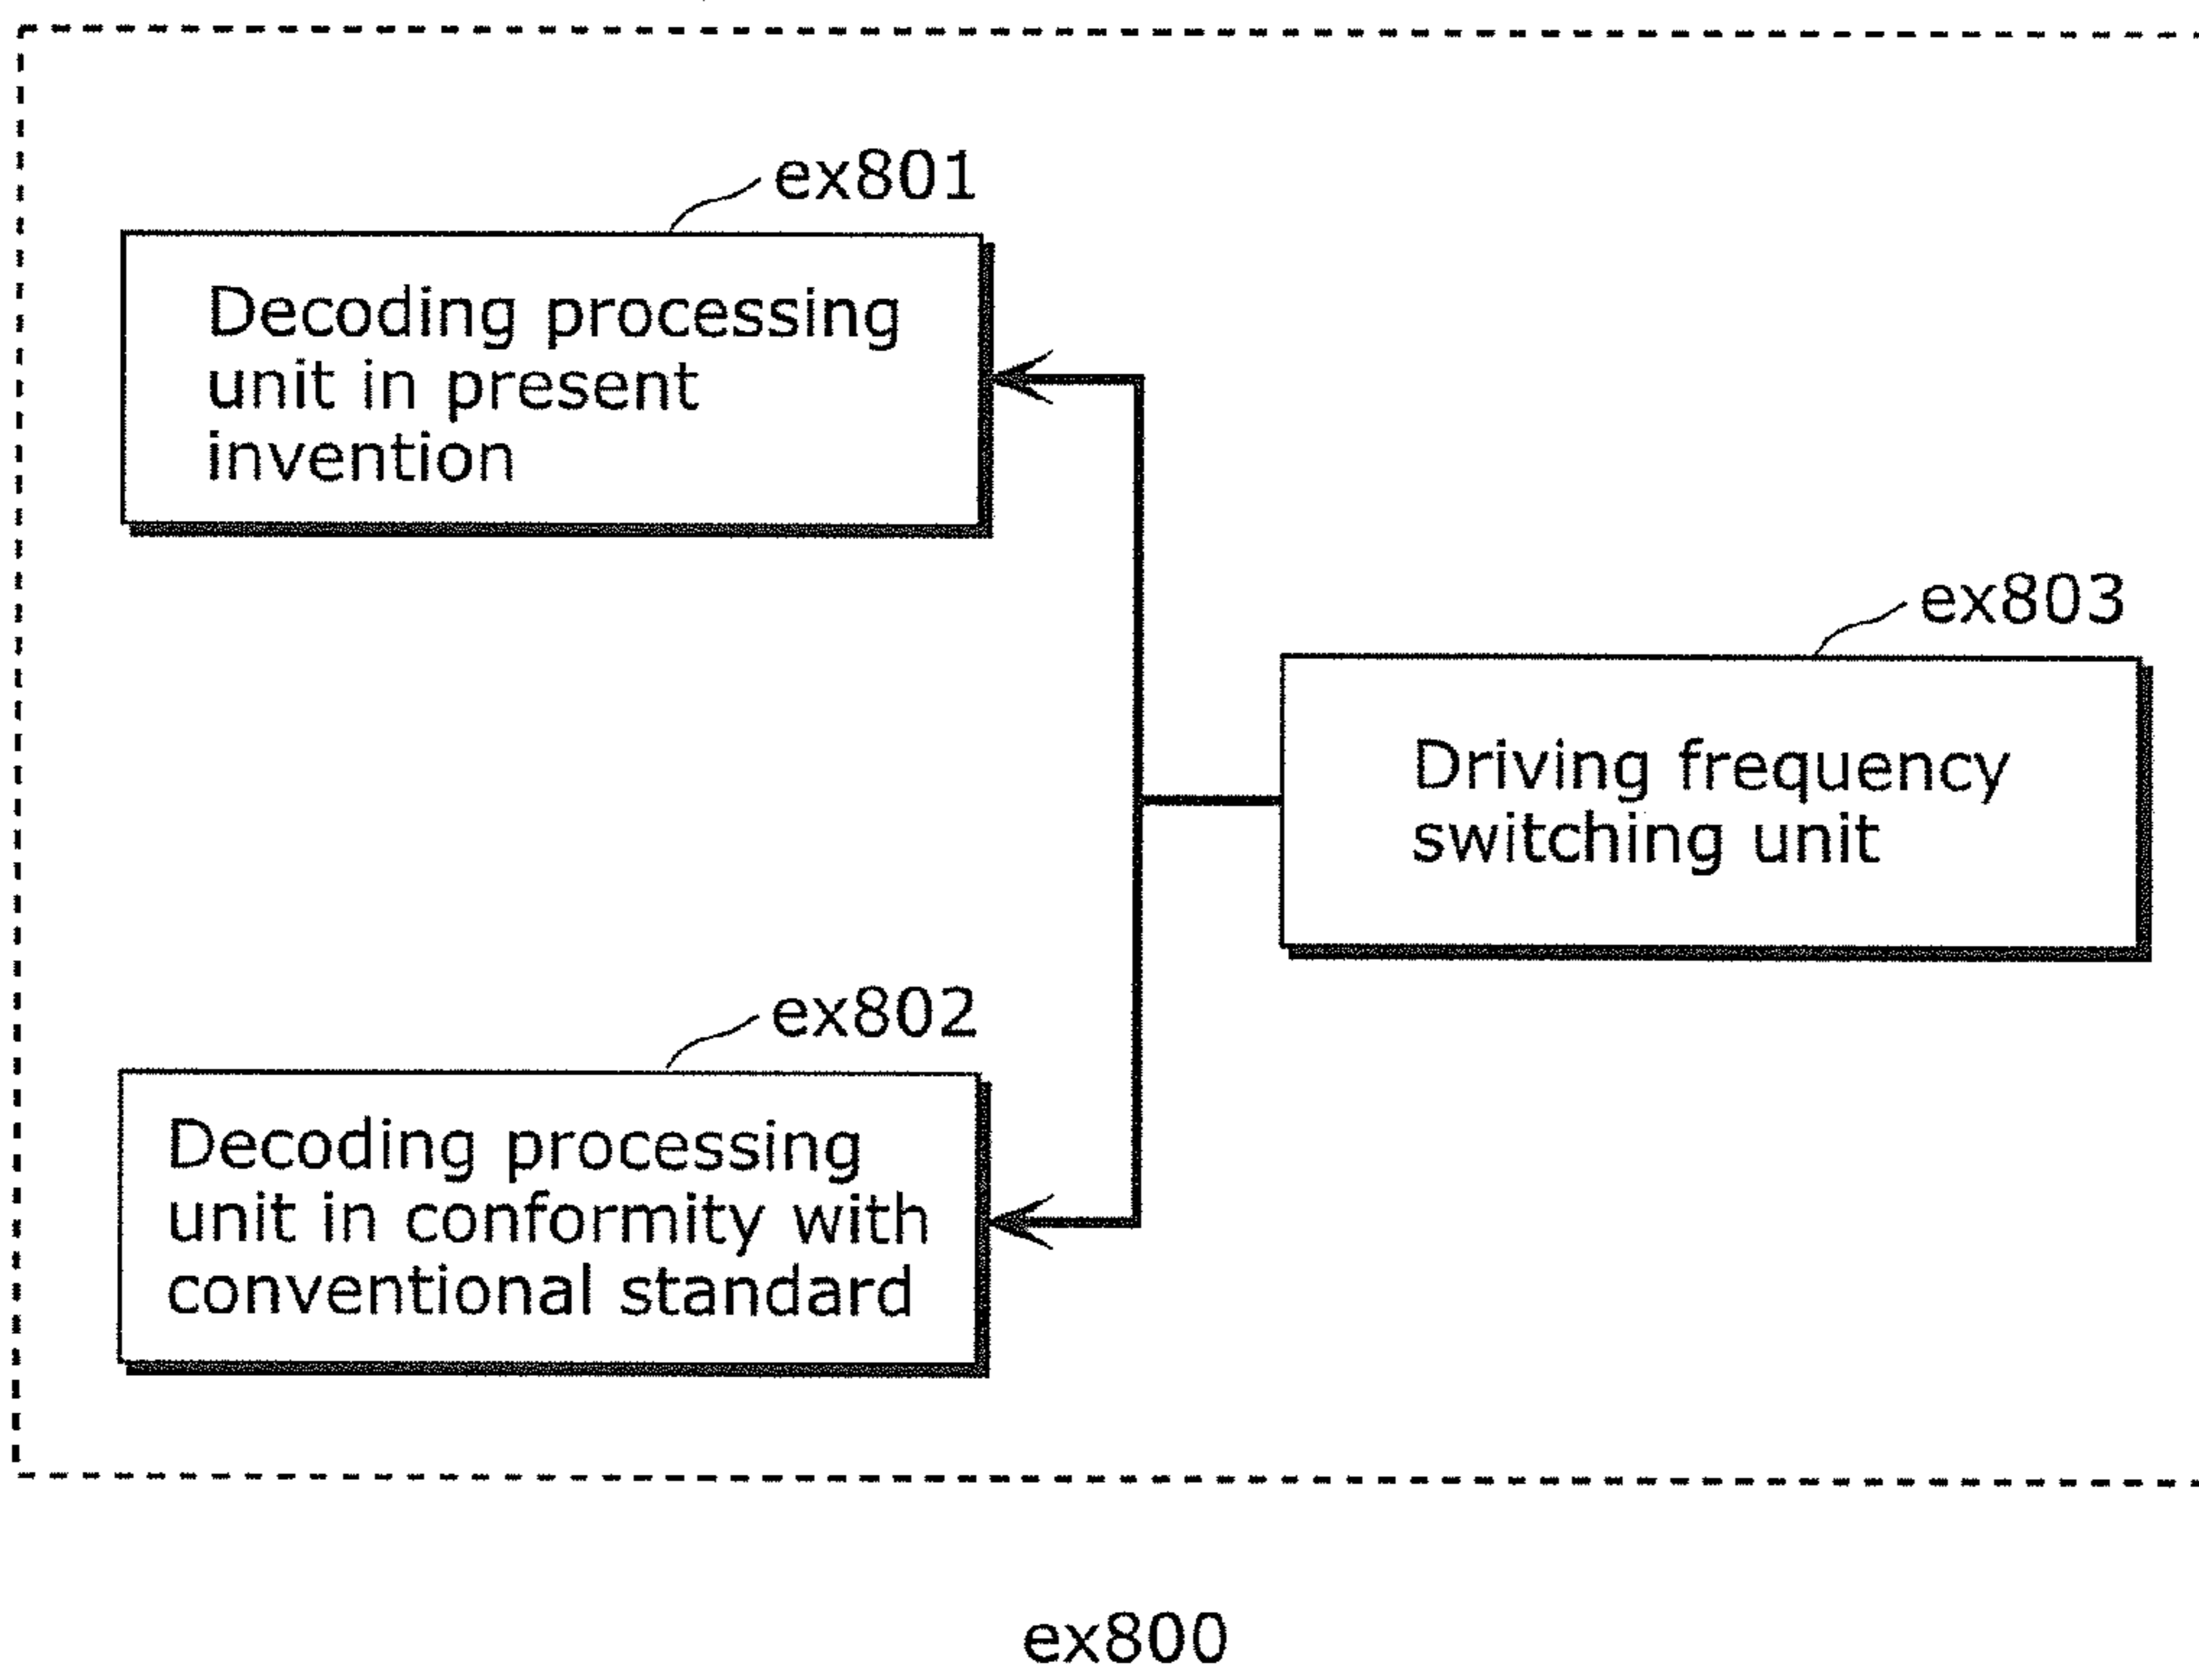 ex801
Decoding processing
unit in present
invention
ex803
Driving frequency
switching unit
ex802
Decoding processing
unit in conformity with
conventional standard
ex800